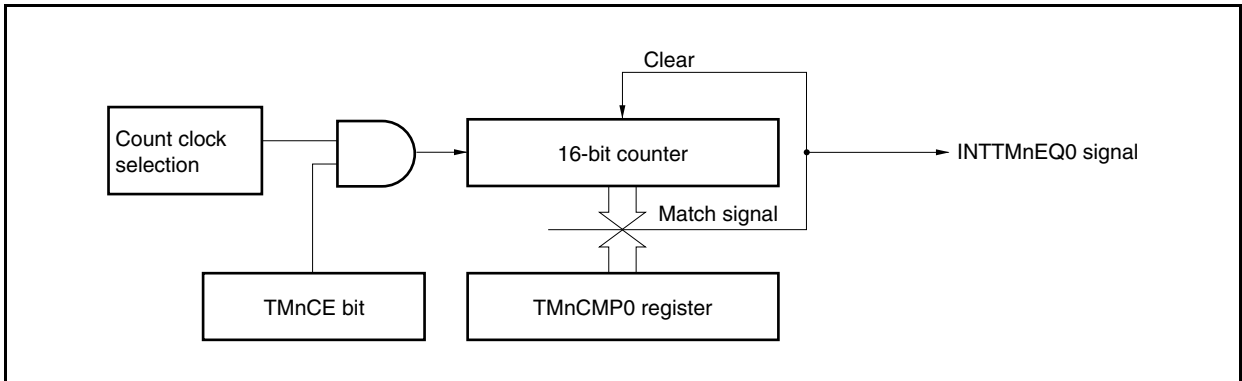 Clear
Count clock
selection
16-bit counter
INTTMnEQ0 signal
Match signal
TMnCE bit
TMnCMP0 register